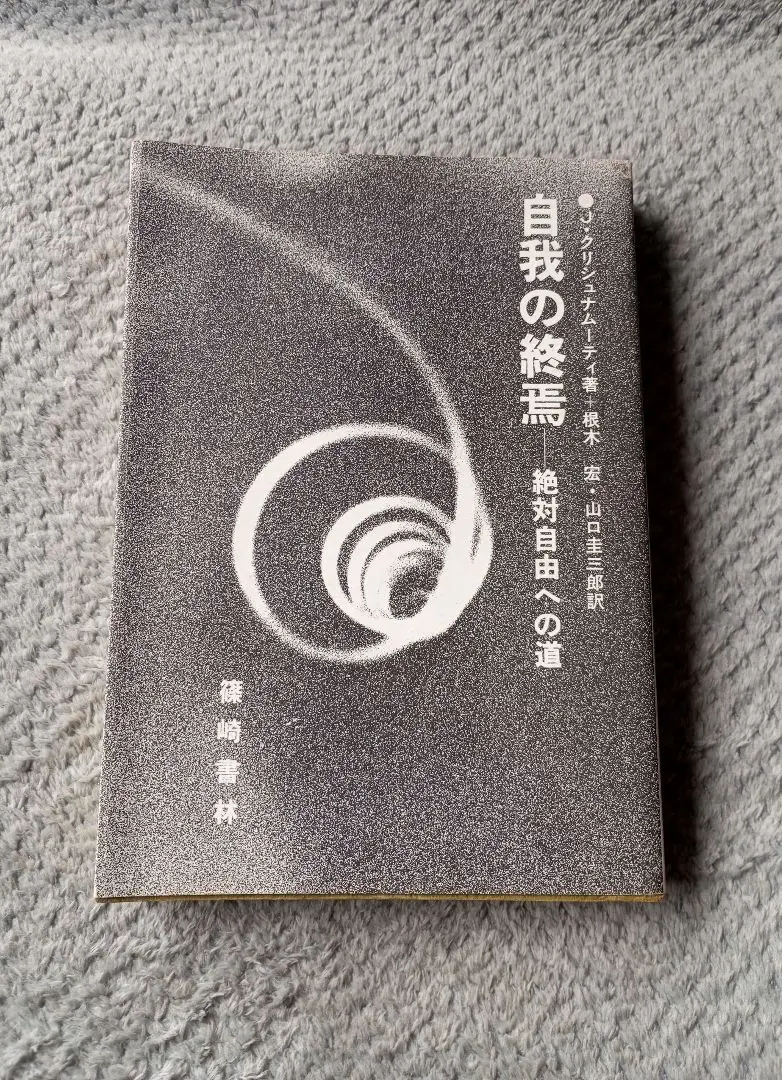 ●J・クリシュナムーティ著＋根木 宏・山口圭三郎訳
自我の終焉――絶対自由への道
篠崎書林